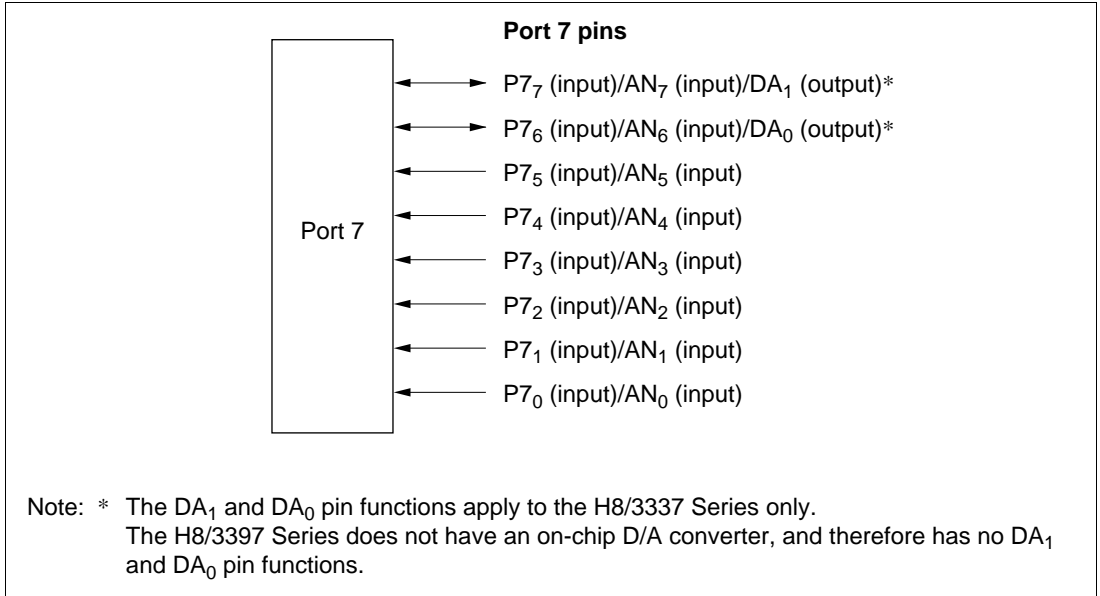 Port 7 pins
P7₇ (input)/AN₇ (input)/DA₁ (output)*
P7₆ (input)/AN₆ (input)/DA₀ (output)*
P7₅ (input)/AN₅ (input)
P7₄ (input)/AN₄ (input)
Port 7
P7₃ (input)/AN₃ (input)
P7₂ (input)/AN₂ (input)
P7₁ (input)/AN₁ (input)
P7₀ (input)/AN₀ (input)
Note: * The DA₁ and DA₀ pin functions apply to the H8/3337 Series only.
The H8/3397 Series does not have an on-chip D/A converter, and therefore has no DA₁
and DA₀ pin functions.